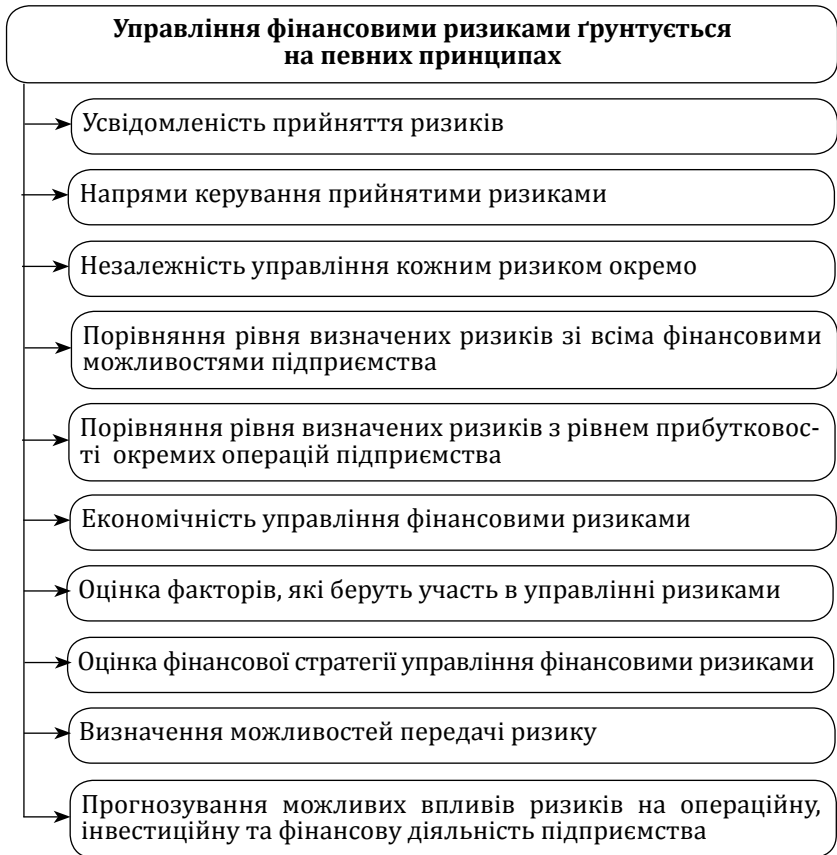 Управління фінансовими ризиками ґрунтується
на певних принципах
Усвідомленість прийняття ризиків
Напрями керування прийнятими ризиками
Незалежність управління кожним ризиком окремо
Порівняння рівня визначених ризиків зі всіма фінансовими
можливостями підприємства
Порівняння рівня визначених ризиків з рівнем прибутковос-
ті окремих операцій підприємства
Економічність управління фінансовими ризиками
Оцінка факторів, які беруть участь в управлінні ризиками
Оцінка фінансової стратегії управління фінансовими ризиками
Визначення можливостей передачі ризику
Прогнозування можливих впливів ризиків на операційну,
інвестиційну та фінансову діяльність підприємства